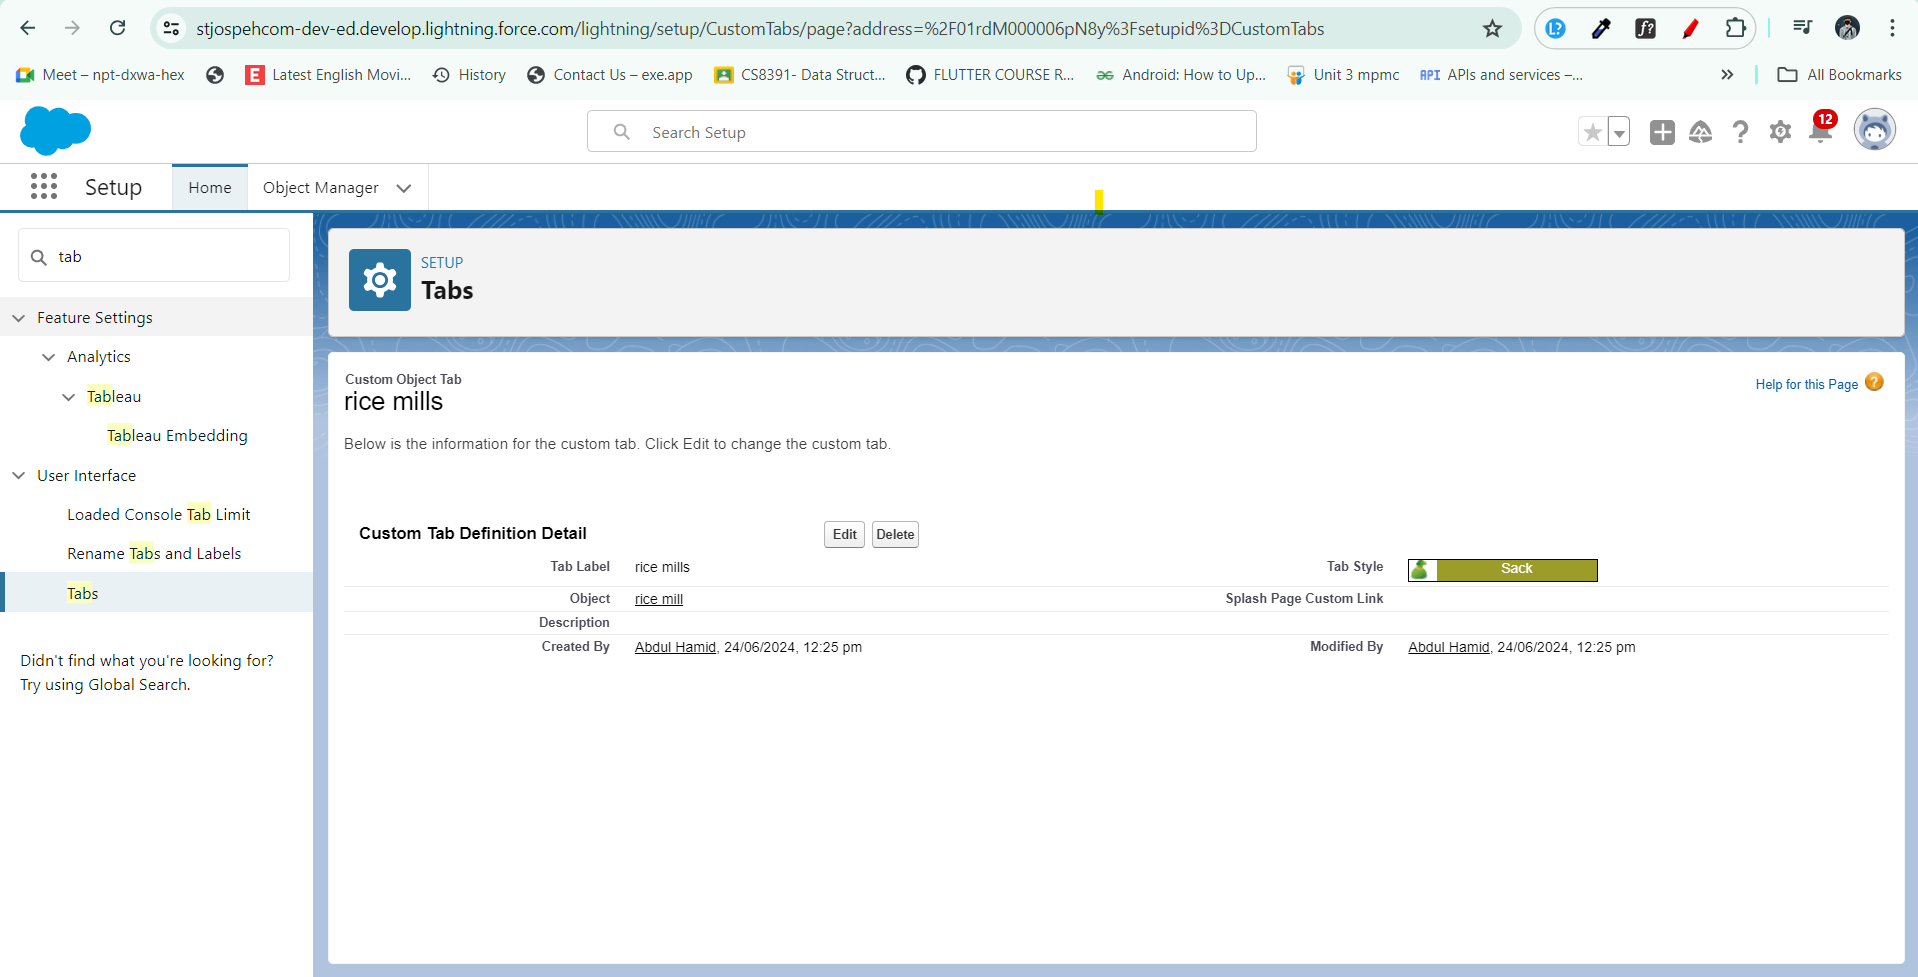 stjospehcom-dev-ed.develop.lightning.force.com/lightning/setup/CustomTabs/page?address=%2F01rdM000006pN8y%3Fsetupid%3DCustomTabs
Meet – npt-dxwa-hex
E Latest English Movi...
History
Contact Us – exe.app
CS8391- Data Struct...
FLUTTER COURSE R...
Android: How to Up...
Unit 3 mpmc
API APIs and services –...
All Bookmarks
Search Setup
12
Setup
Home
Object Manager
tab
Feature Settings
Analytics
Tableau
Tableau Embedding
User Interface
Loaded Console Tab Limit
Rename Tabs and Labels
Tabs
Didn't find what you're looking for?
Try using Global Search.
SETUP
Tabs
Custom Object Tab
rice mills
Help for this Page ?
Below is the information for the custom tab. Click Edit to change the custom tab.
Custom Tab Definition Detail
Edit
Delete
Tab Label rice mills
Tab Style Sack
Object rice mill
Splash Page Custom Link
Description
Created By Abdul Hamid, 24/06/2024, 12:25 pm
Modified By Abdul Hamid, 24/06/2024, 12:25 pm